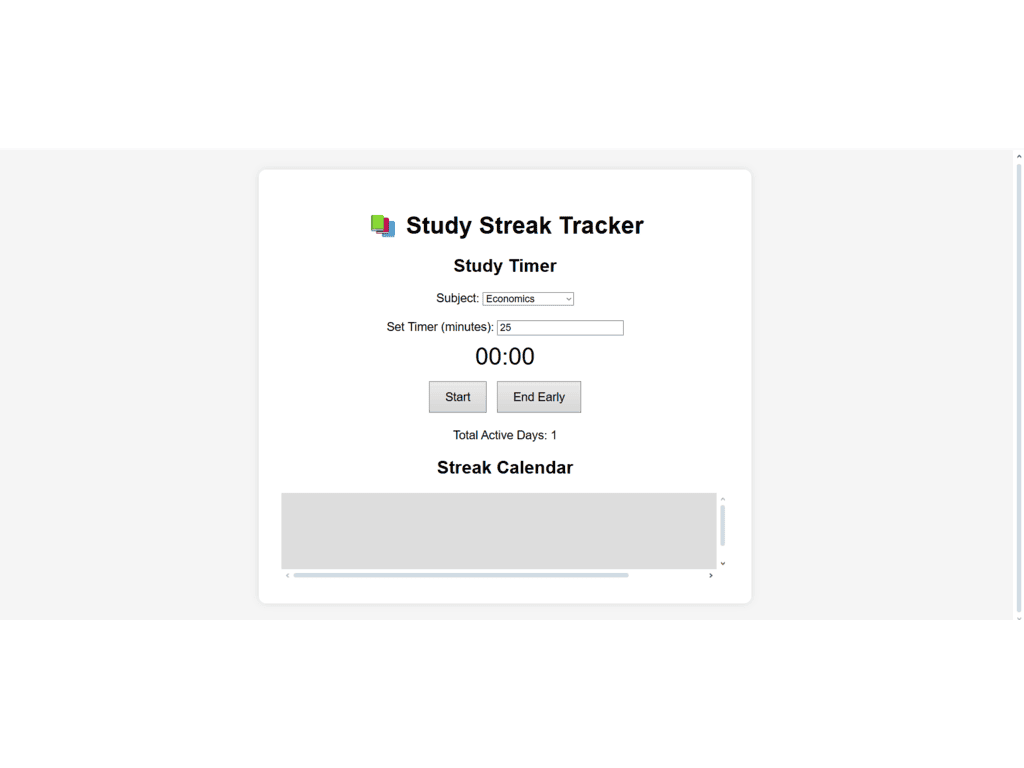 Study Streak Tracker
Study Timer
Subject: Economics
Set Timer (minutes): 25
00:00
Start End Early
Total Active Days: 1
Streak Calendar